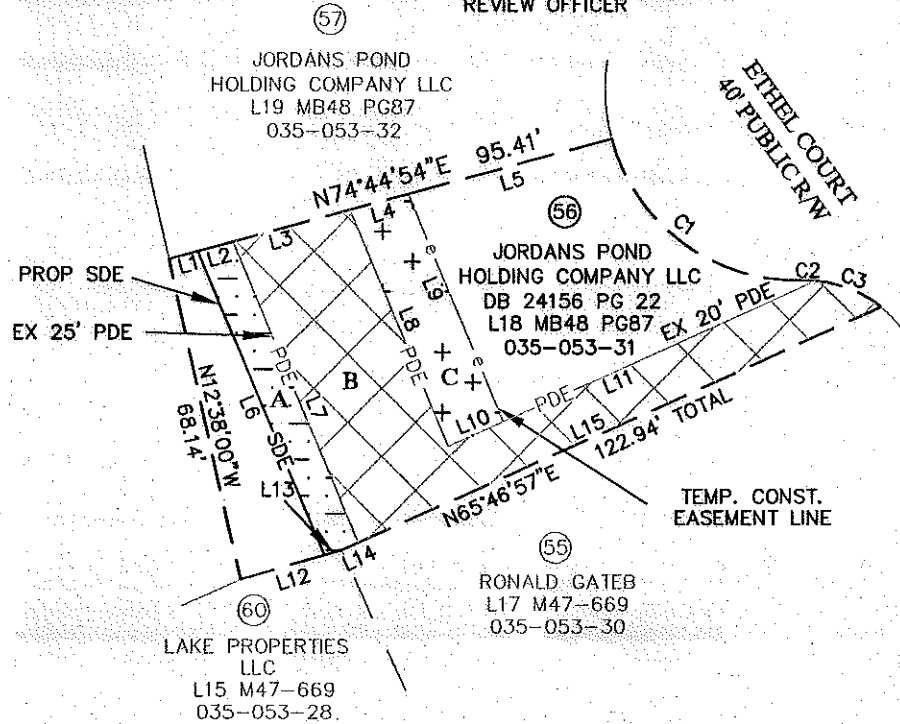 REVIEW OFFICER
57
JORDANS POND
HOLDING COMPANY LLC
L19 MB48 PG87
035-053-32
ETHEL COURT
40' PUBLIC R/W
N74°44'54"E 95.41'
L1
L2
L3
L4
L5
C1
C2
C3
56
JORDANS POND
HOLDING COMPANY LLC
DB 24156 PG 22
L18 MB48 PG87
035-053-31
EX 20' PDE
PROP SDE
EX 25' PDE
PDE
PDE
PDE
e
e
L9
L8
A
B
C
L6
L7
L10
L11
L15
SDE
L13
N12°38'00"W
68.14'
122.94' TOTAL
N65°46'57"E
L12
L14
TEMP. CONST.
EASEMENT LINE
55
RONALD GATEB
L17 M47-669
035-053-30
60
LAKE PROPERTIES
LLC
L15 M47-669
035-053-28